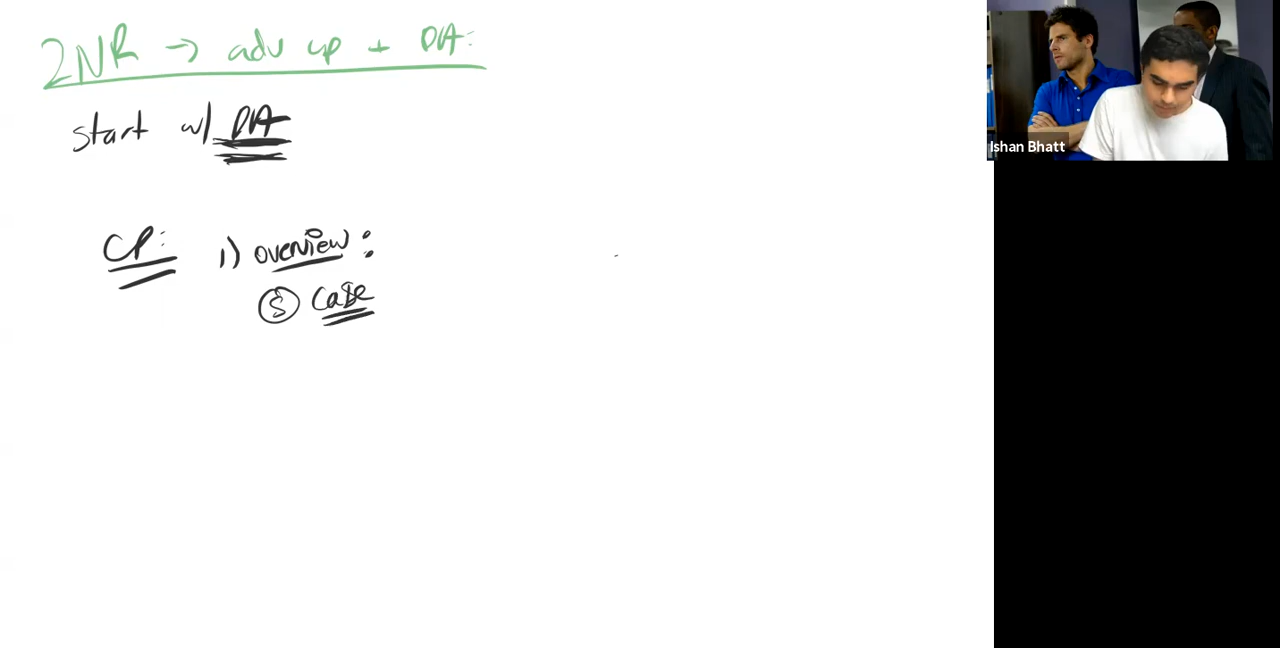 2NR → adv cp + DA:
start w/ DA
CP: 1) overview:
Ⓢ case
Ishan Bhatt